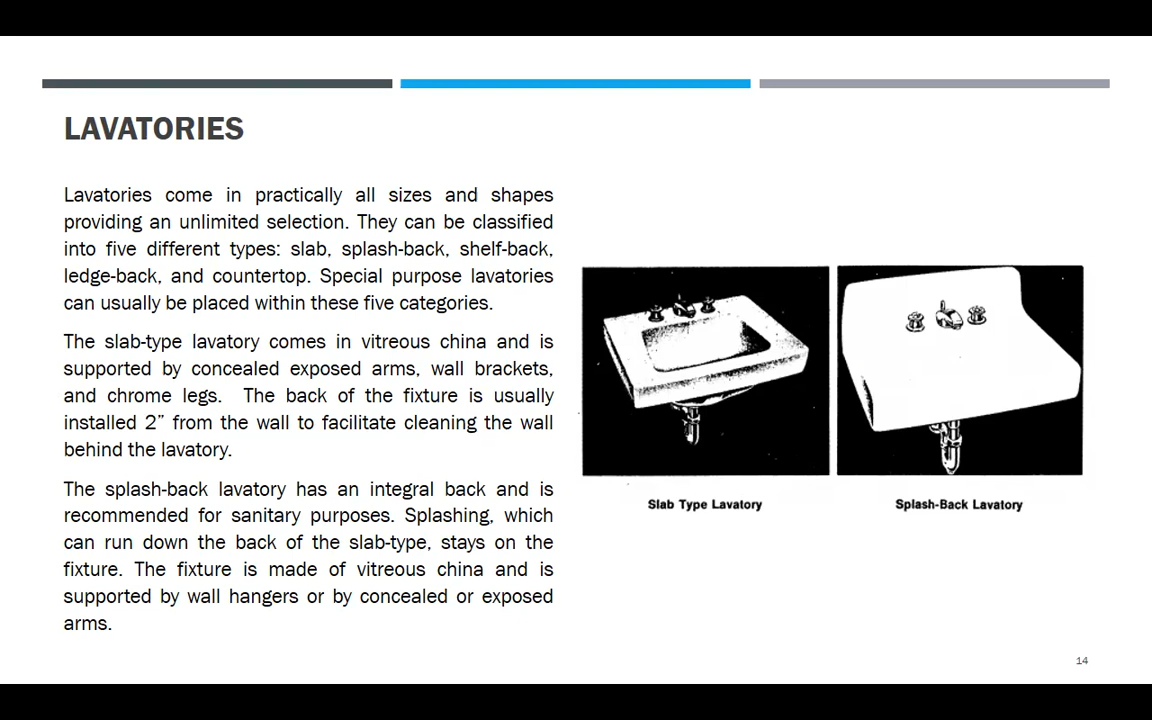 LAVATORIES
Lavatories come in practically all sizes and shapes
providing an unlimited selection. They can be classified
into five different types: slab, splash-back, shelf-back,
ledge-back, and countertop. Special purpose lavatories
can usually be placed within these five categories.
The slab-type lavatory comes in vitreous china and is
supported by concealed exposed arms, wall brackets,
and chrome legs. The back of the fixture is usually
installed 2” from the wall to facilitate cleaning the wall
behind the lavatory.
The splash-back lavatory has an integral back and is
recommended for sanitary purposes. Splashing, which
can run down the back of the slab-type, stays on the
fixture. The fixture is made of vitreous china and is
supported by wall hangers or by concealed or exposed
arms.
Slab Type Lavatory
Splash-Back Lavatory
14